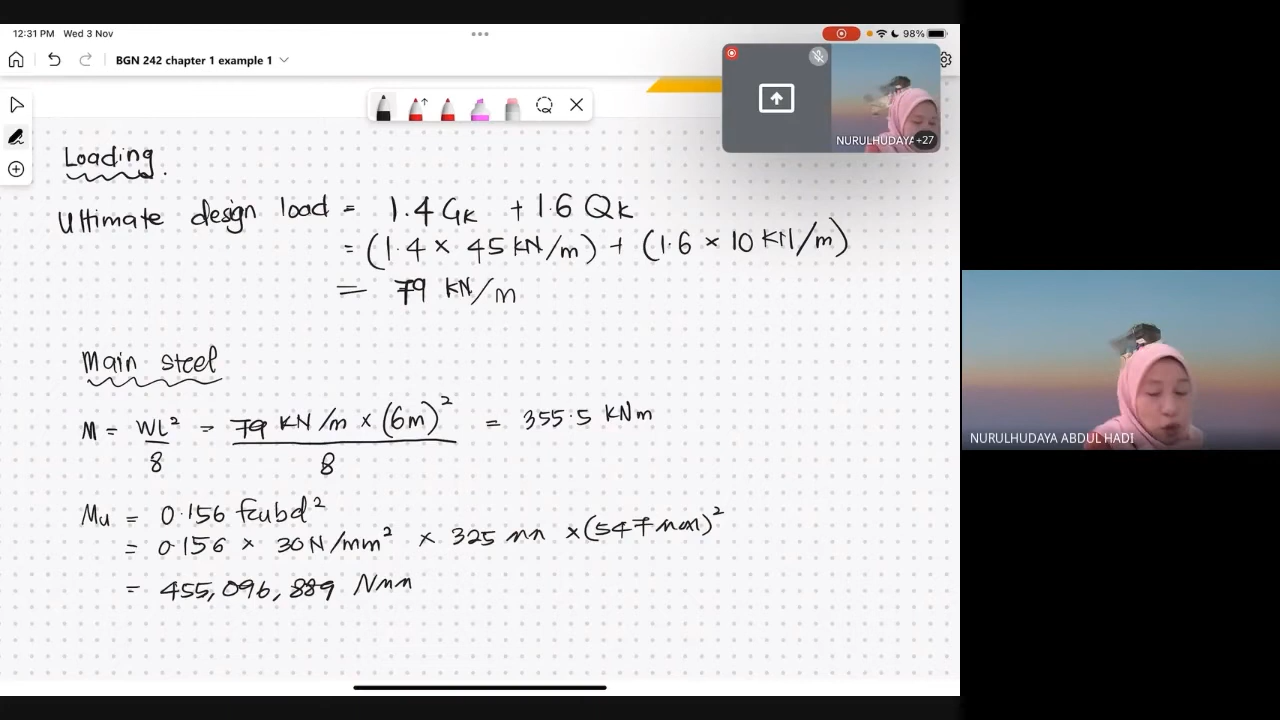 12:31 PM Wed 3 Nov
98%
BGN 242 chapter 1 example 1
NURULHUDAYA +27
Loading.
Ultimate design load = 1.4 Gk + 1.6 Qk
= (1.4 × 45 kN/m) + (1.6 × 10 kN/m)
= 79 kN/m
Main steel
M = WL² = 79 KN/m × (6m)² = 355.5 KNm
8 8
Mu = 0.156 fcubd²
= 0.156 × 30N/mm² × 325 mm × (547mm)²
= 455,096,889 Nmm
NURULHUDAYA ABDUL HADI